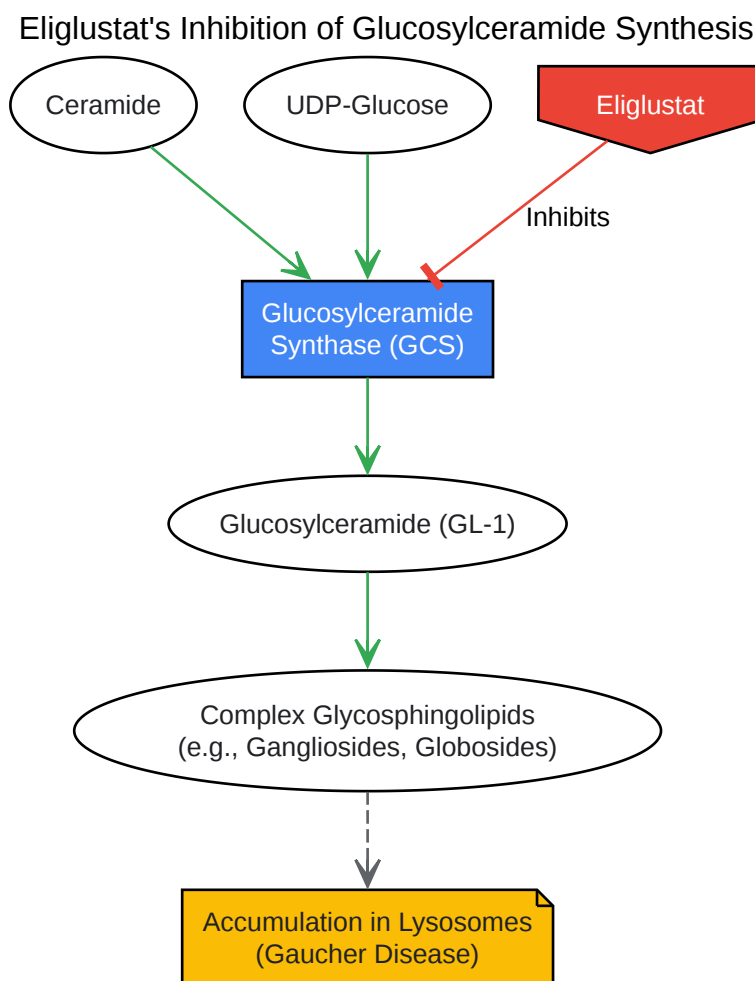 Eliglustat's Inhibition of Glucosylceramide Synthesis
Ceramide
UDP-Glucose
Eliglustat
Inhibits
Glucosylceramide
Synthase (GCS)
Glucosylceramide (GL-1)
Complex Glycosphingolipids
(e.g., Gangliosides, Globosides)
Accumulation in Lysosomes
(Gaucher Disease)